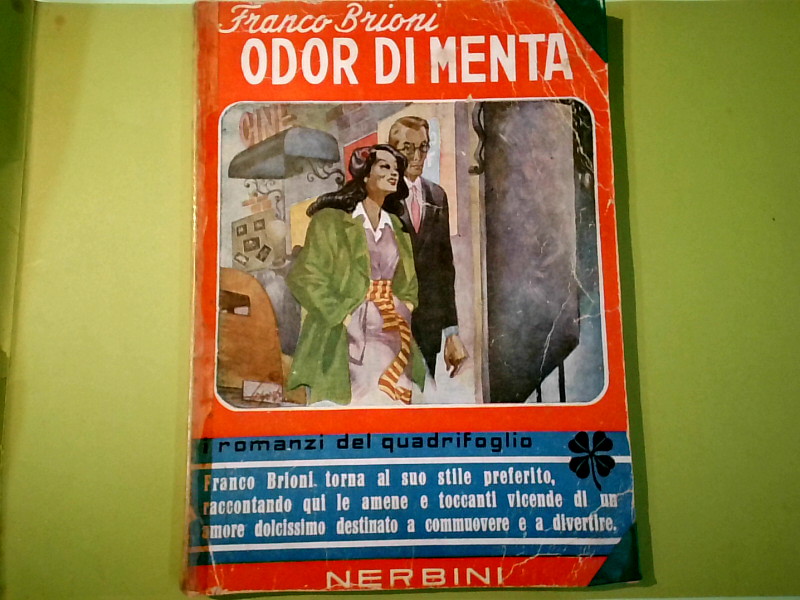 Franco Brioni
ODOR DI MENTA
CINE
i romanzi del quadrifoglio
Franco Brioni. torna al suo stile preferito,
raccontando qui le amene e toccanti vicende di un
amore dolcissimo destinato a commuovere e a divertire.
NERBINI